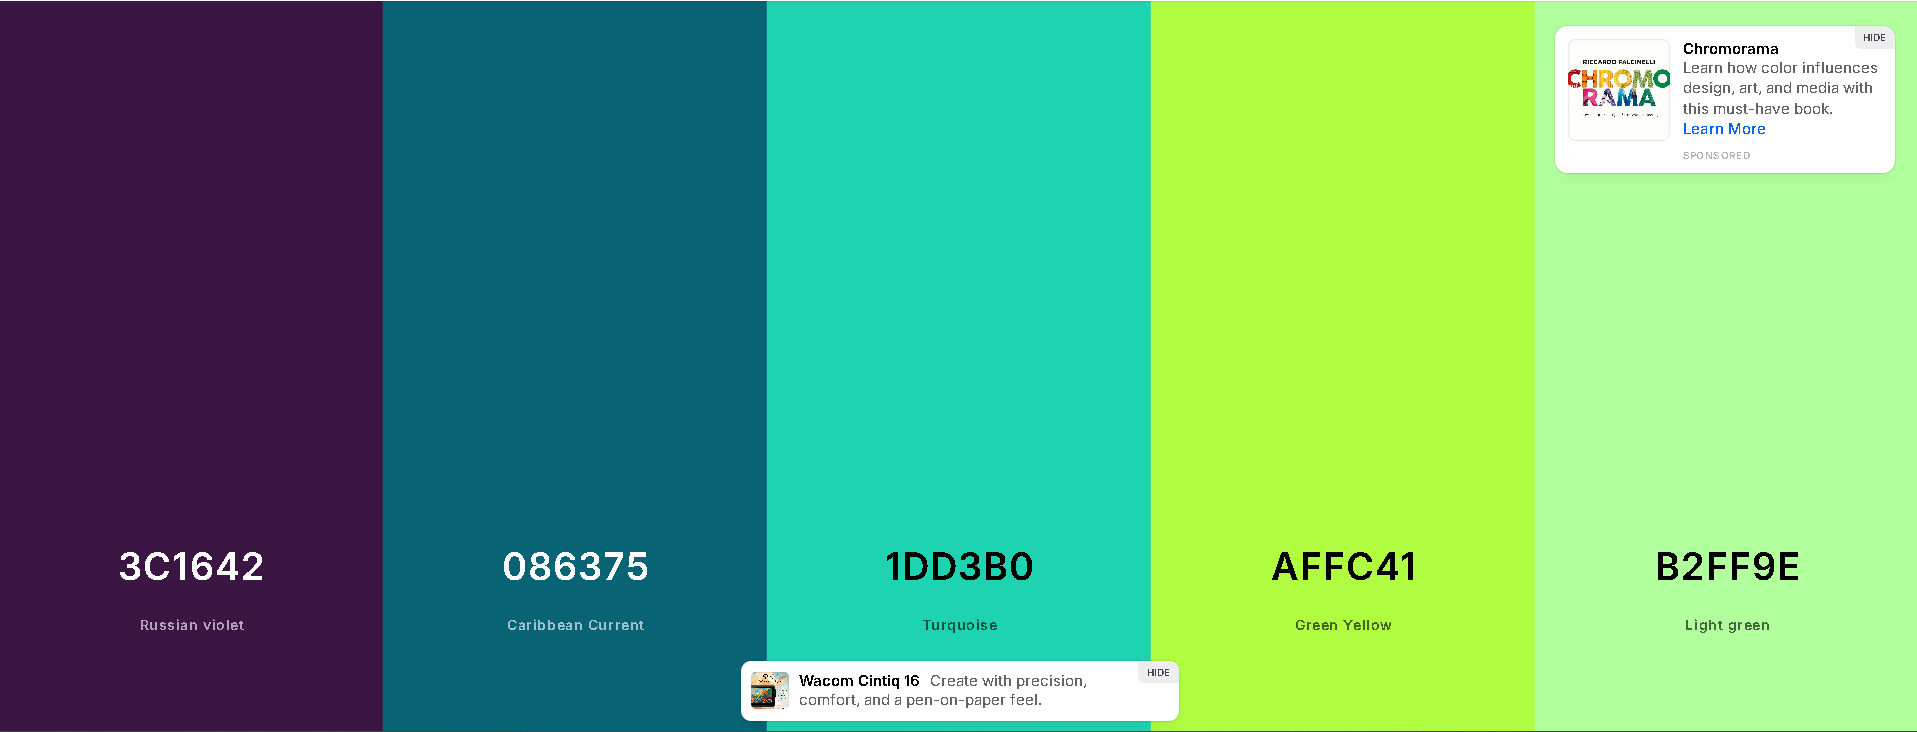 HIDE
Chromorama
RICCARDO FALCINELLI
CHROMO
RAMA
Learn how color influences
design, art, and media with
this must-have book.
Learn More
SPONSORED
3C1642
086375
1DD3B0
AFFC41
B2FF9E
Russian violet
Caribbean Current
Turquoise
Green Yellow
Light green
HIDE
Wacom Cintiq 16 Create with precision,
comfort, and a pen-on-paper feel.